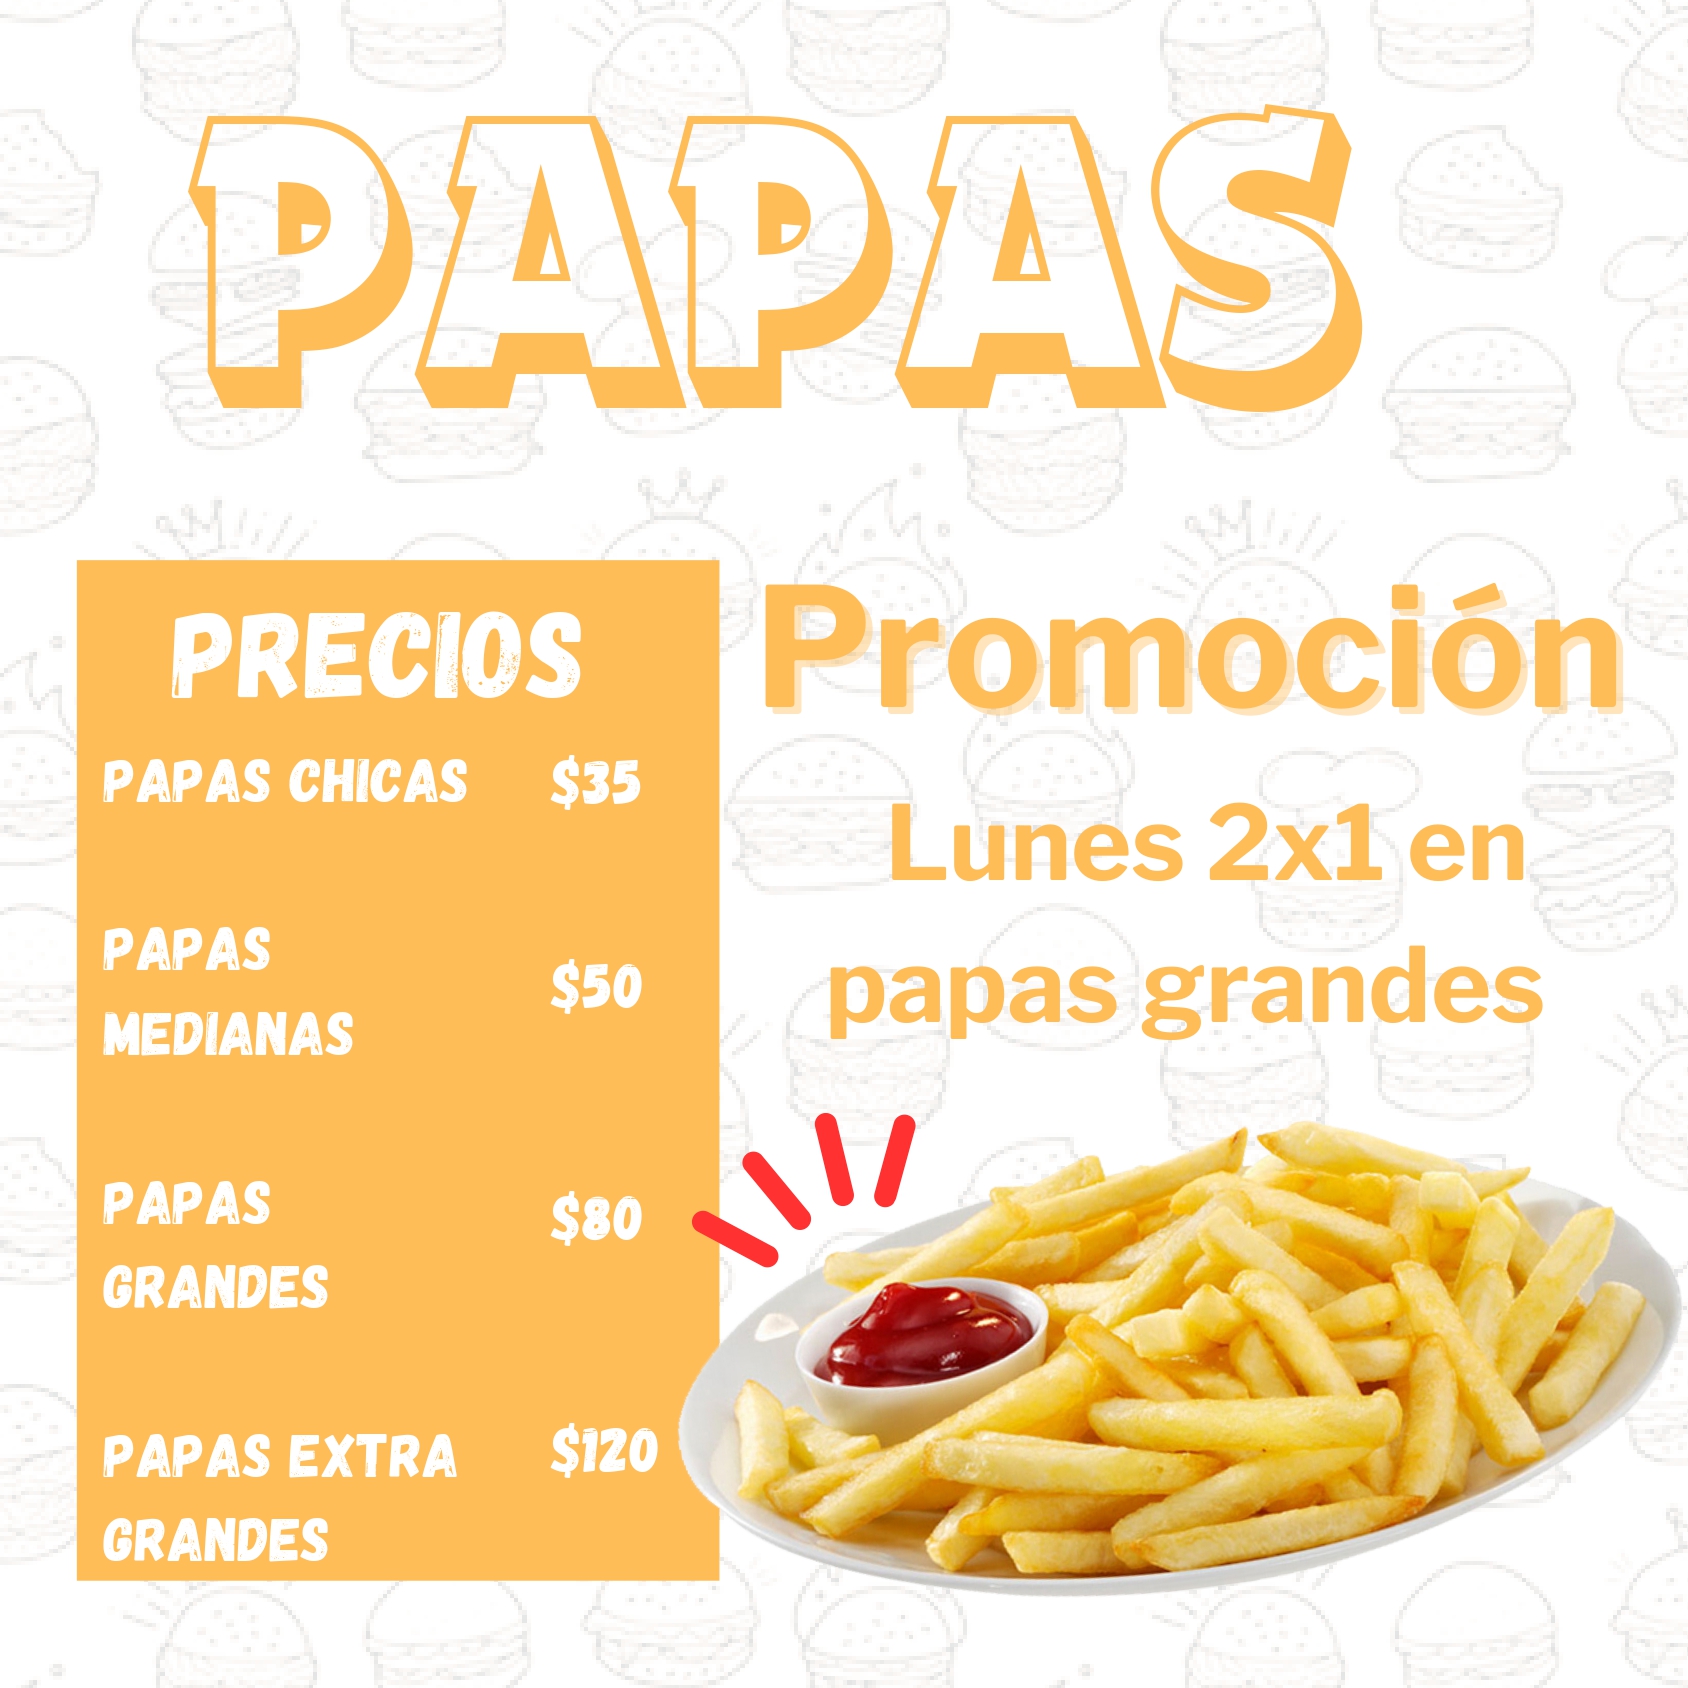 PAPAS
PRECIOS
PAPAS CHICAS $35
PAPAS
MEDIANAS
$50
PAPAS
GRANDES
$80
PAPAS EXTRA
GRANDES
$120
Promoción
Lunes 2x1 en
papas grandes